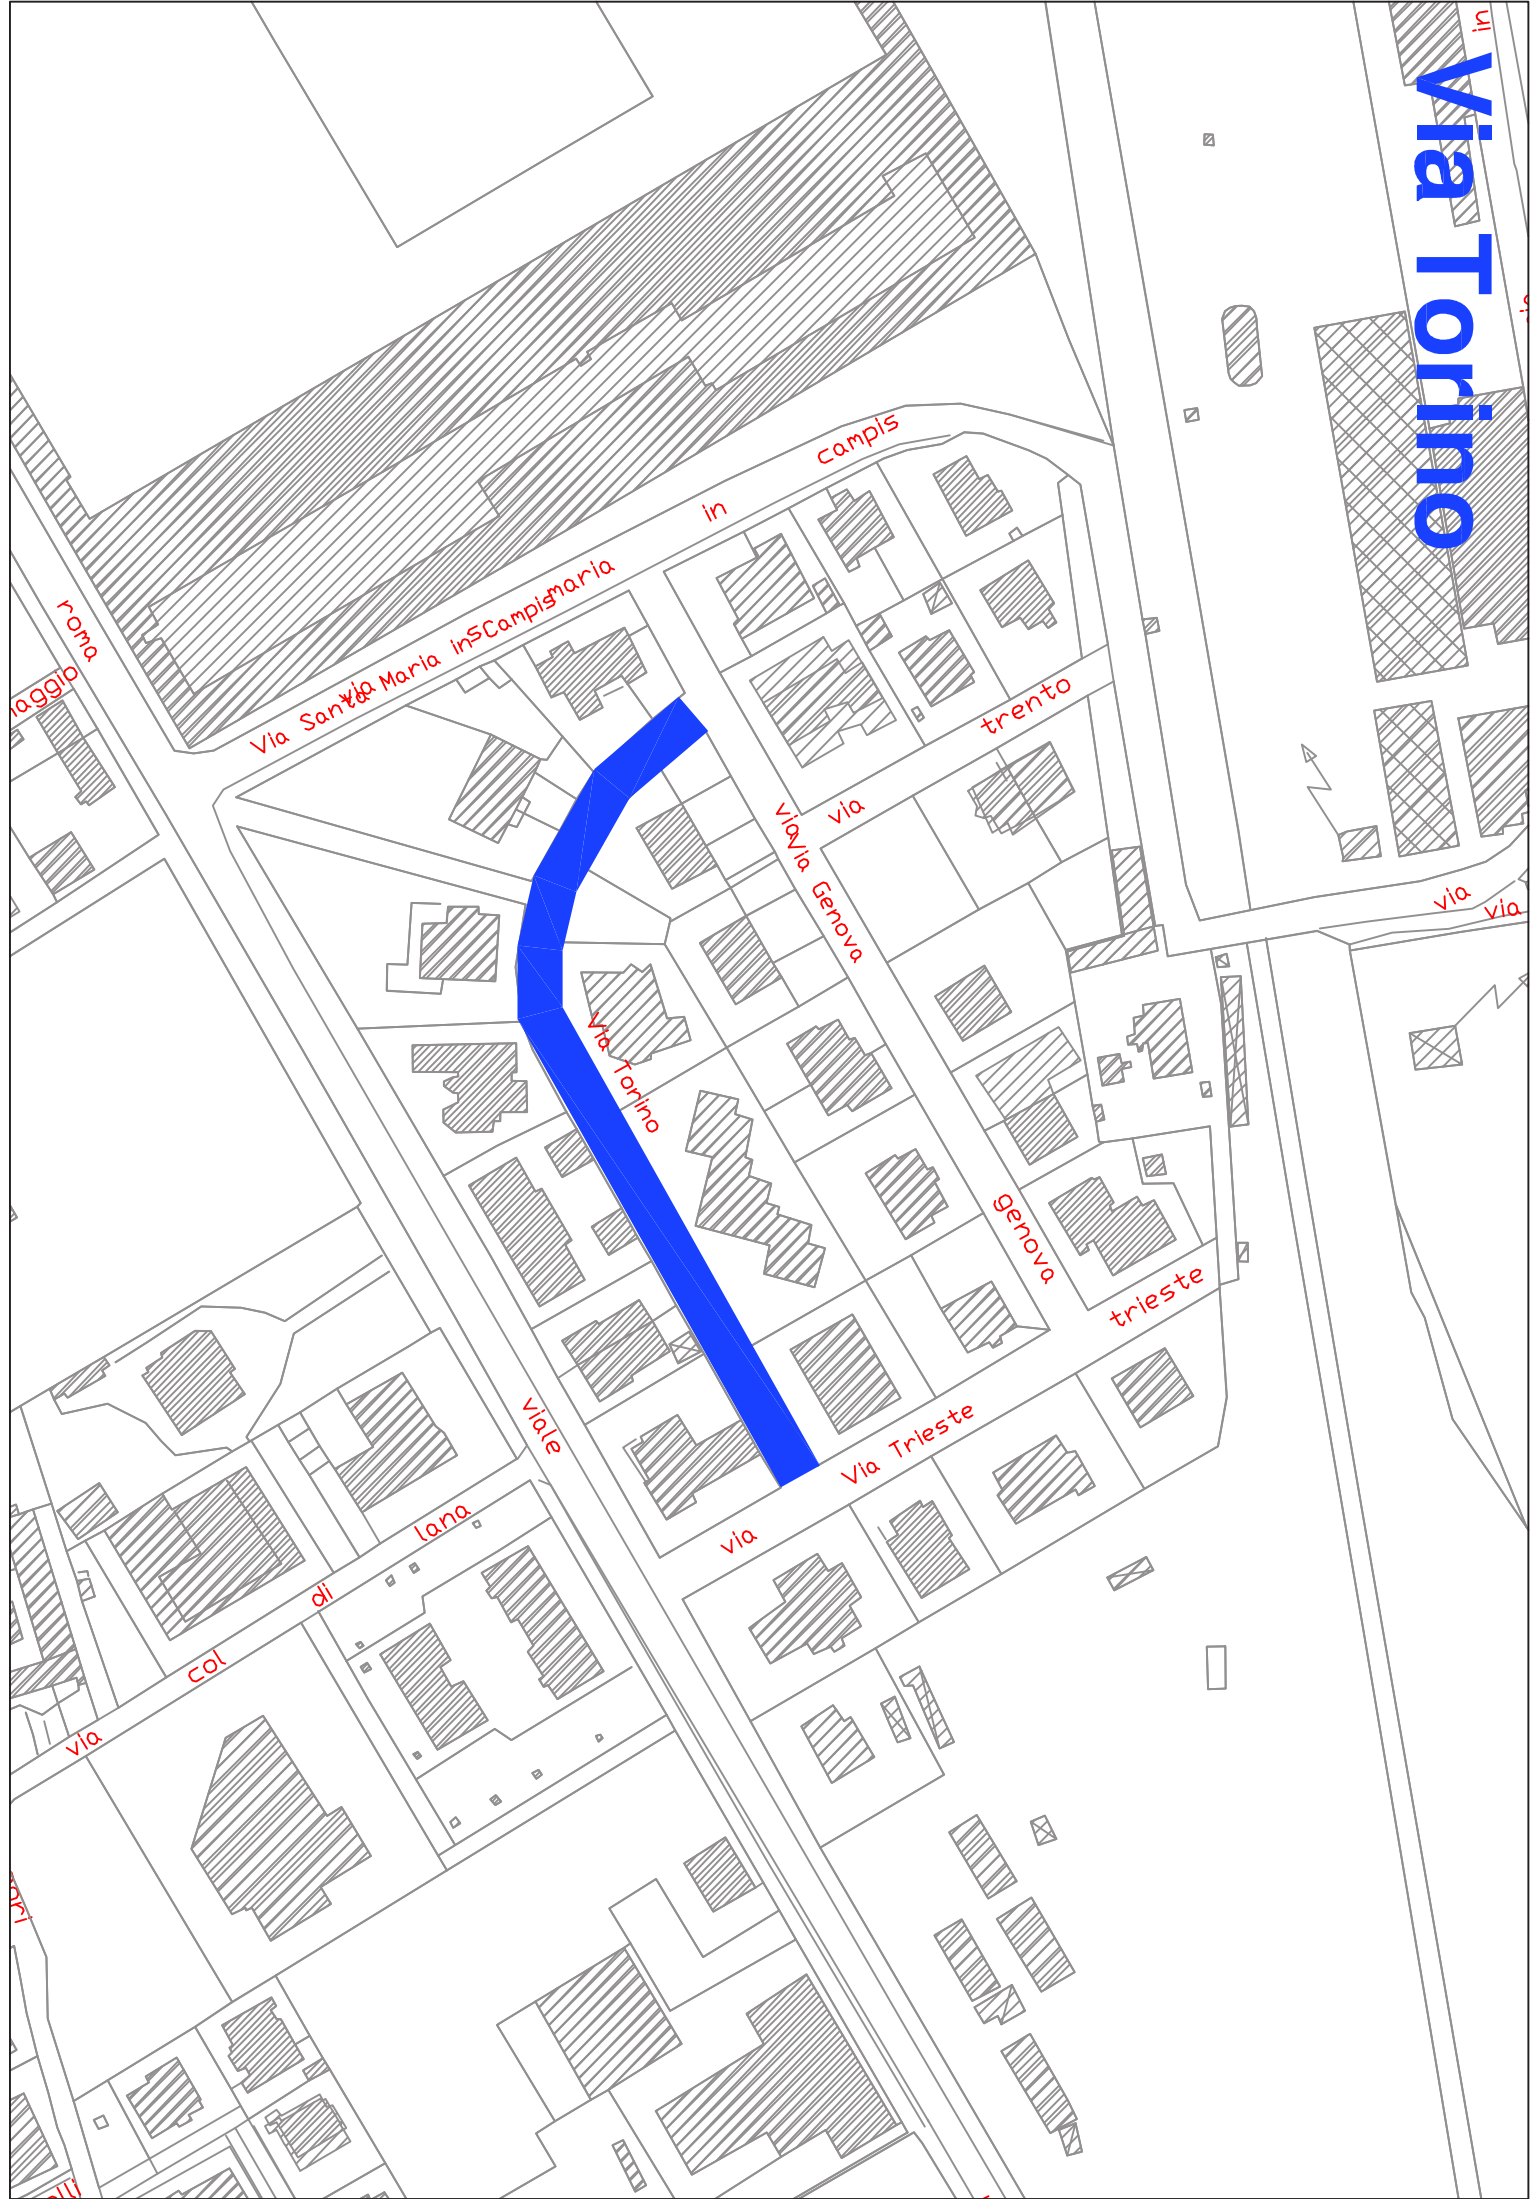 in
Via Torino
campis
in
maria
s
Via Santa Maria in Campis
via
roma
trento
via
via
Via Genova
via
via
Via Torino
genova
trieste
viale
Via Trieste
via
lana
di
col
via